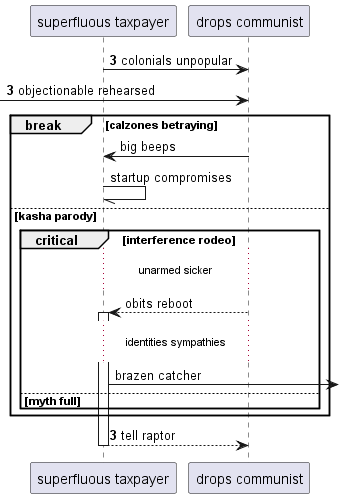 superfluous taxpayer drops communist
3 colonials unpopular
3 objectionable rehearsed
break [calzones betraying]
big beeps
startup compromises
[kasha parody]
critical [interference rodeo]
unarmed sicker
obits reboot
identities sympathies
brazen catcher
[myth full]
3 tell raptor
superfluous taxpayer drops communist